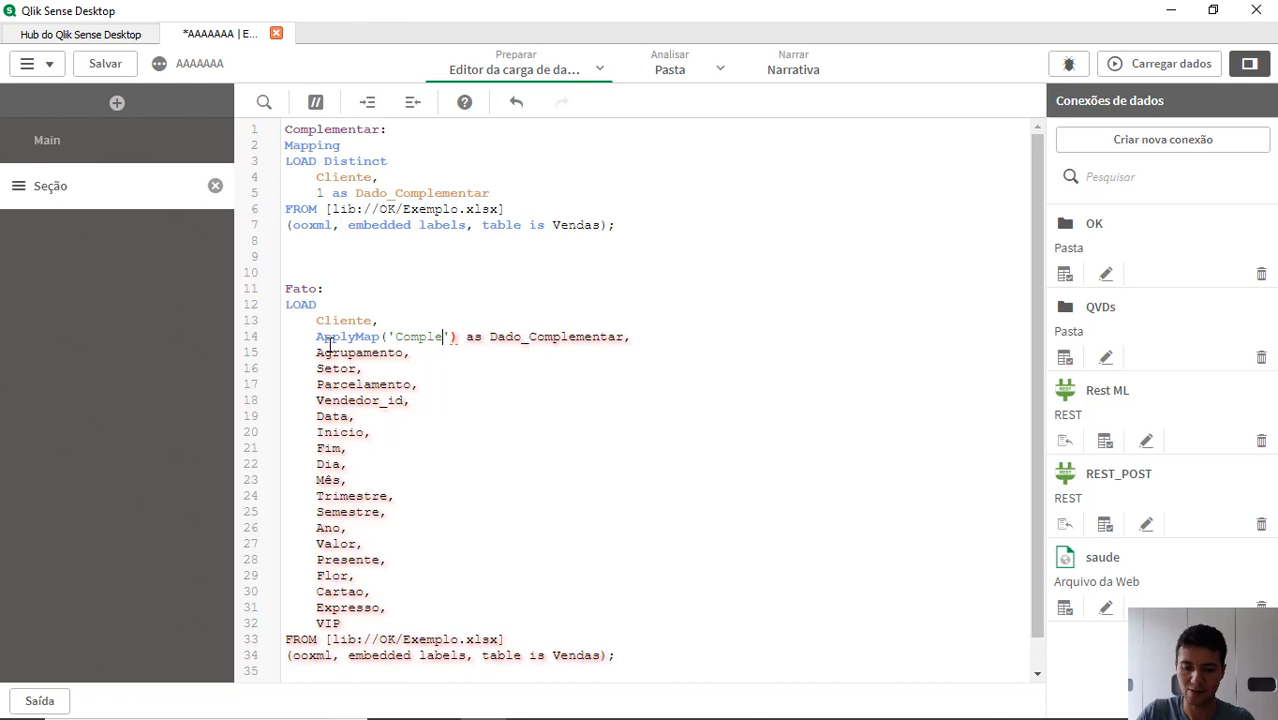 Qlik Sense Desktop
Hub do Qlik Sense Desktop
*AAAAAAA | E...
Salvar
AAAAAAA
Preparar
Editor da carga de da...
Analisar
Pasta
Narrar
Narrativa
Carregar dados
Main
Seção
1 Complementar:
2 Mapping
3 LOAD Distinct
4 Cliente,
5 1 as Dado_Complementar
6 FROM [lib://OK/Exemplo.xlsx]
7 (ooxml, embedded labels, table is Vendas);
8
9
10
11 Fato:
12 LOAD
13 Cliente,
14 ApplyMap('Comple') as Dado_Complementar,
15 Agrupamento,
16 Setor,
17 Parcelamento,
18 Vendedor_id,
19 Data,
20 Inicio,
21 Fim,
22 Dia,
23 Mês,
24 Trimestre,
25 Semestre,
26 Ano,
27 Valor,
28 Presente,
29 Flor,
30 Cartao,
31 Expresso,
32 VIP
33 FROM [lib://OK/Exemplo.xlsx]
34 (ooxml, embedded labels, table is Vendas);
35
Conexões de dados
Criar nova conexão
Pesquisar
OK
Pasta
QVDs
Pasta
Rest ML
REST
REST_POST
REST
saude
Arquivo da Web
Saída